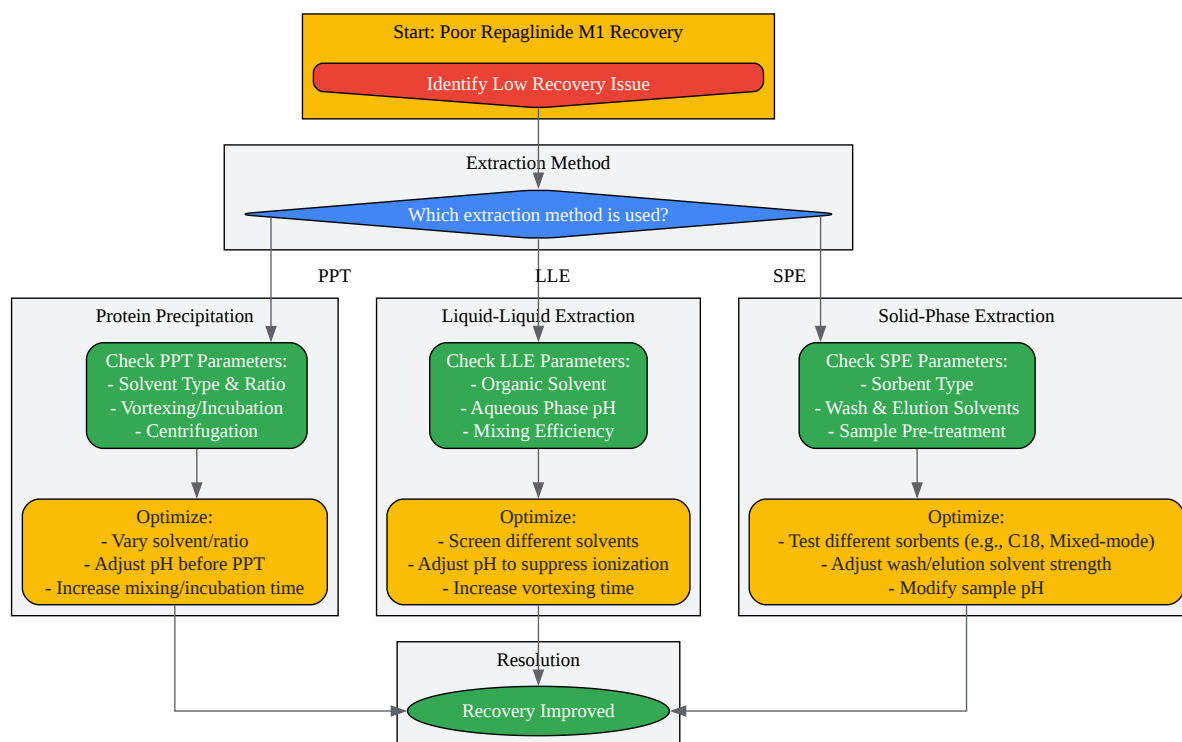 Start: Poor Repaglinide M1 Recovery
Identify Low Recovery Issue
Extraction Method
Which extraction method is used?
PPT
LLE
SPE
Protein Precipitation
Check PPT Parameters:
- Solvent Type & Ratio
- Vortexing/Incubation
- Centrifugation
Optimize:
- Vary solvent/ratio
- Adjust pH before PPT
- Increase mixing/incubation time
Liquid-Liquid Extraction
Check LLE Parameters:
- Organic Solvent
- Aqueous Phase pH
- Mixing Efficiency
Optimize:
- Screen different solvents
- Adjust pH to suppress ionization
- Increase vortexing time
Solid-Phase Extraction
Check SPE Parameters:
- Sorbent Type
- Wash & Elution Solvents
- Sample Pre-treatment
Optimize:
- Test different sorbents (e.g., C18, Mixed-mode)
- Adjust wash/elution solvent strength
- Modify sample pH
Resolution
Recovery Improved